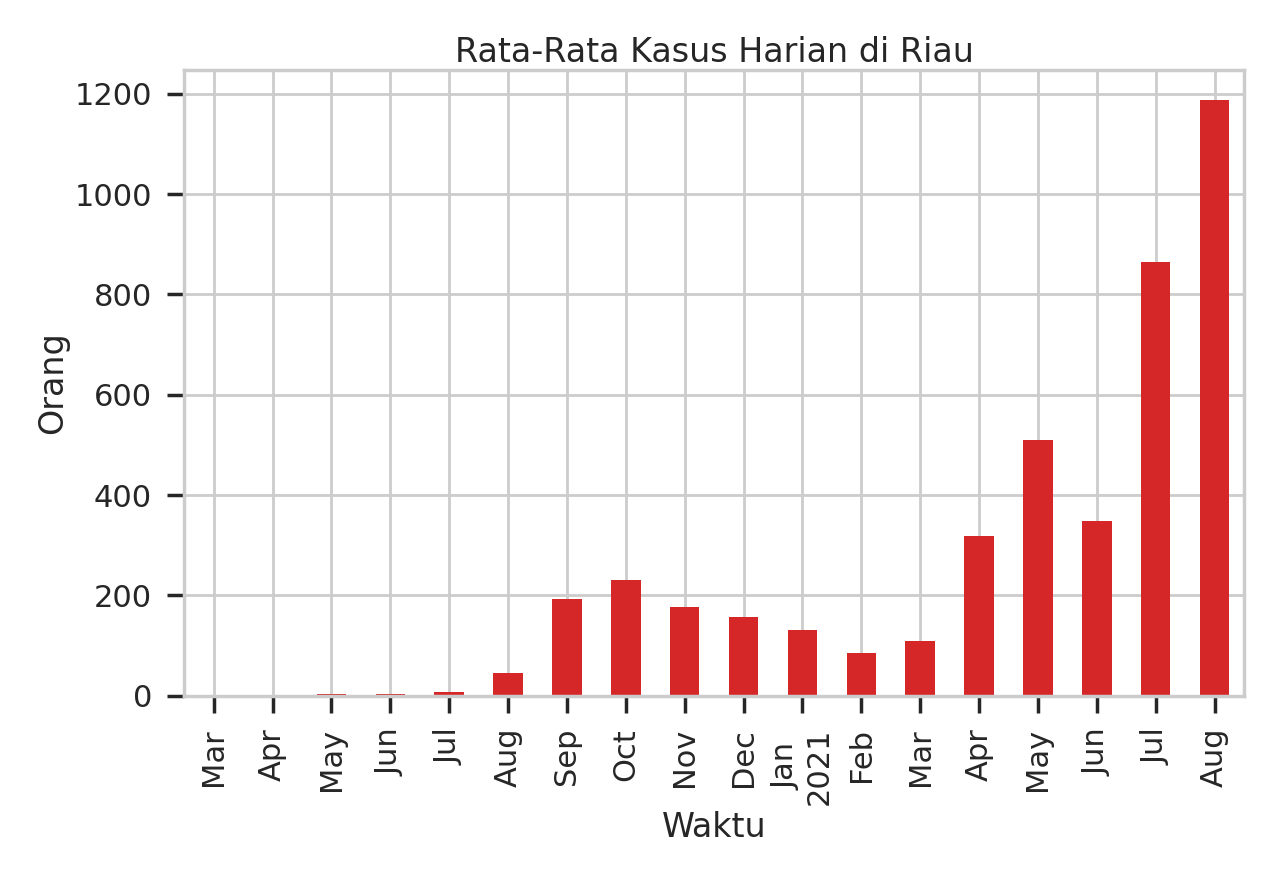 Rata-Rata Kasus Harian di Riau
1200
1000
800
600
400
200
0
Orang
Mar
Apr
May
Jun
Jul
Aug
Sep
Oct
Nov
Dec
Jan
2021
Feb
Mar
Apr
May
Jun
Jul
Aug
Waktu